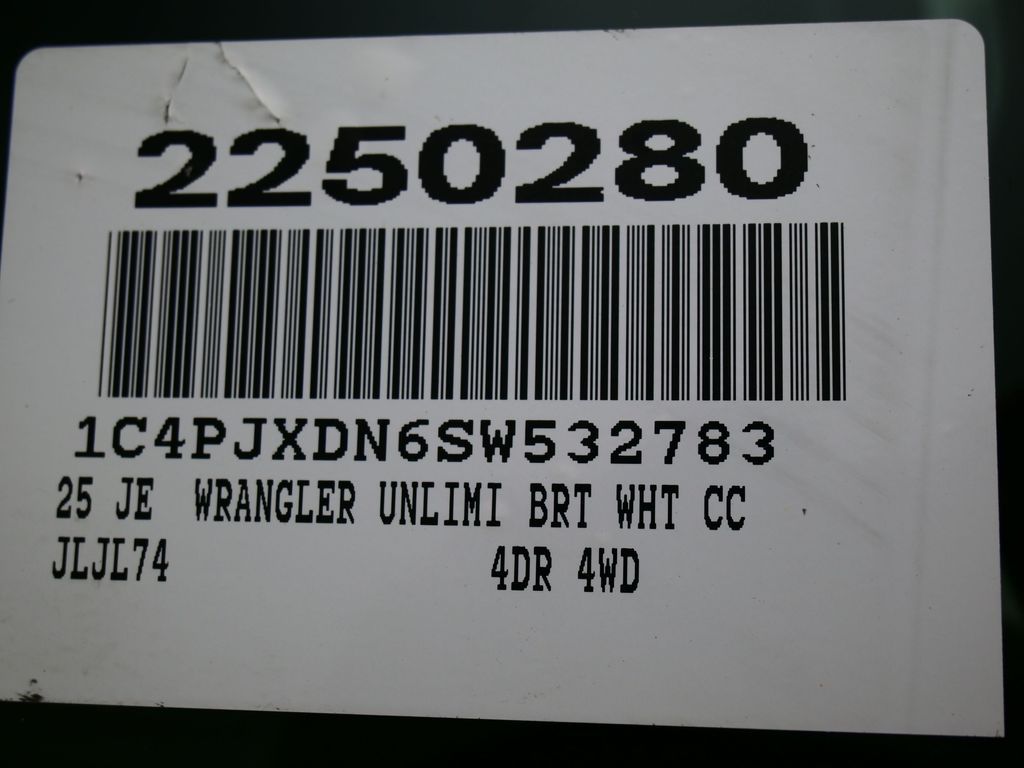 2250280
1C4PJXDN6SW532783
25 JE WRANGLER UNLIMI BRT WHT CC
JLJL74 4DR 4WD